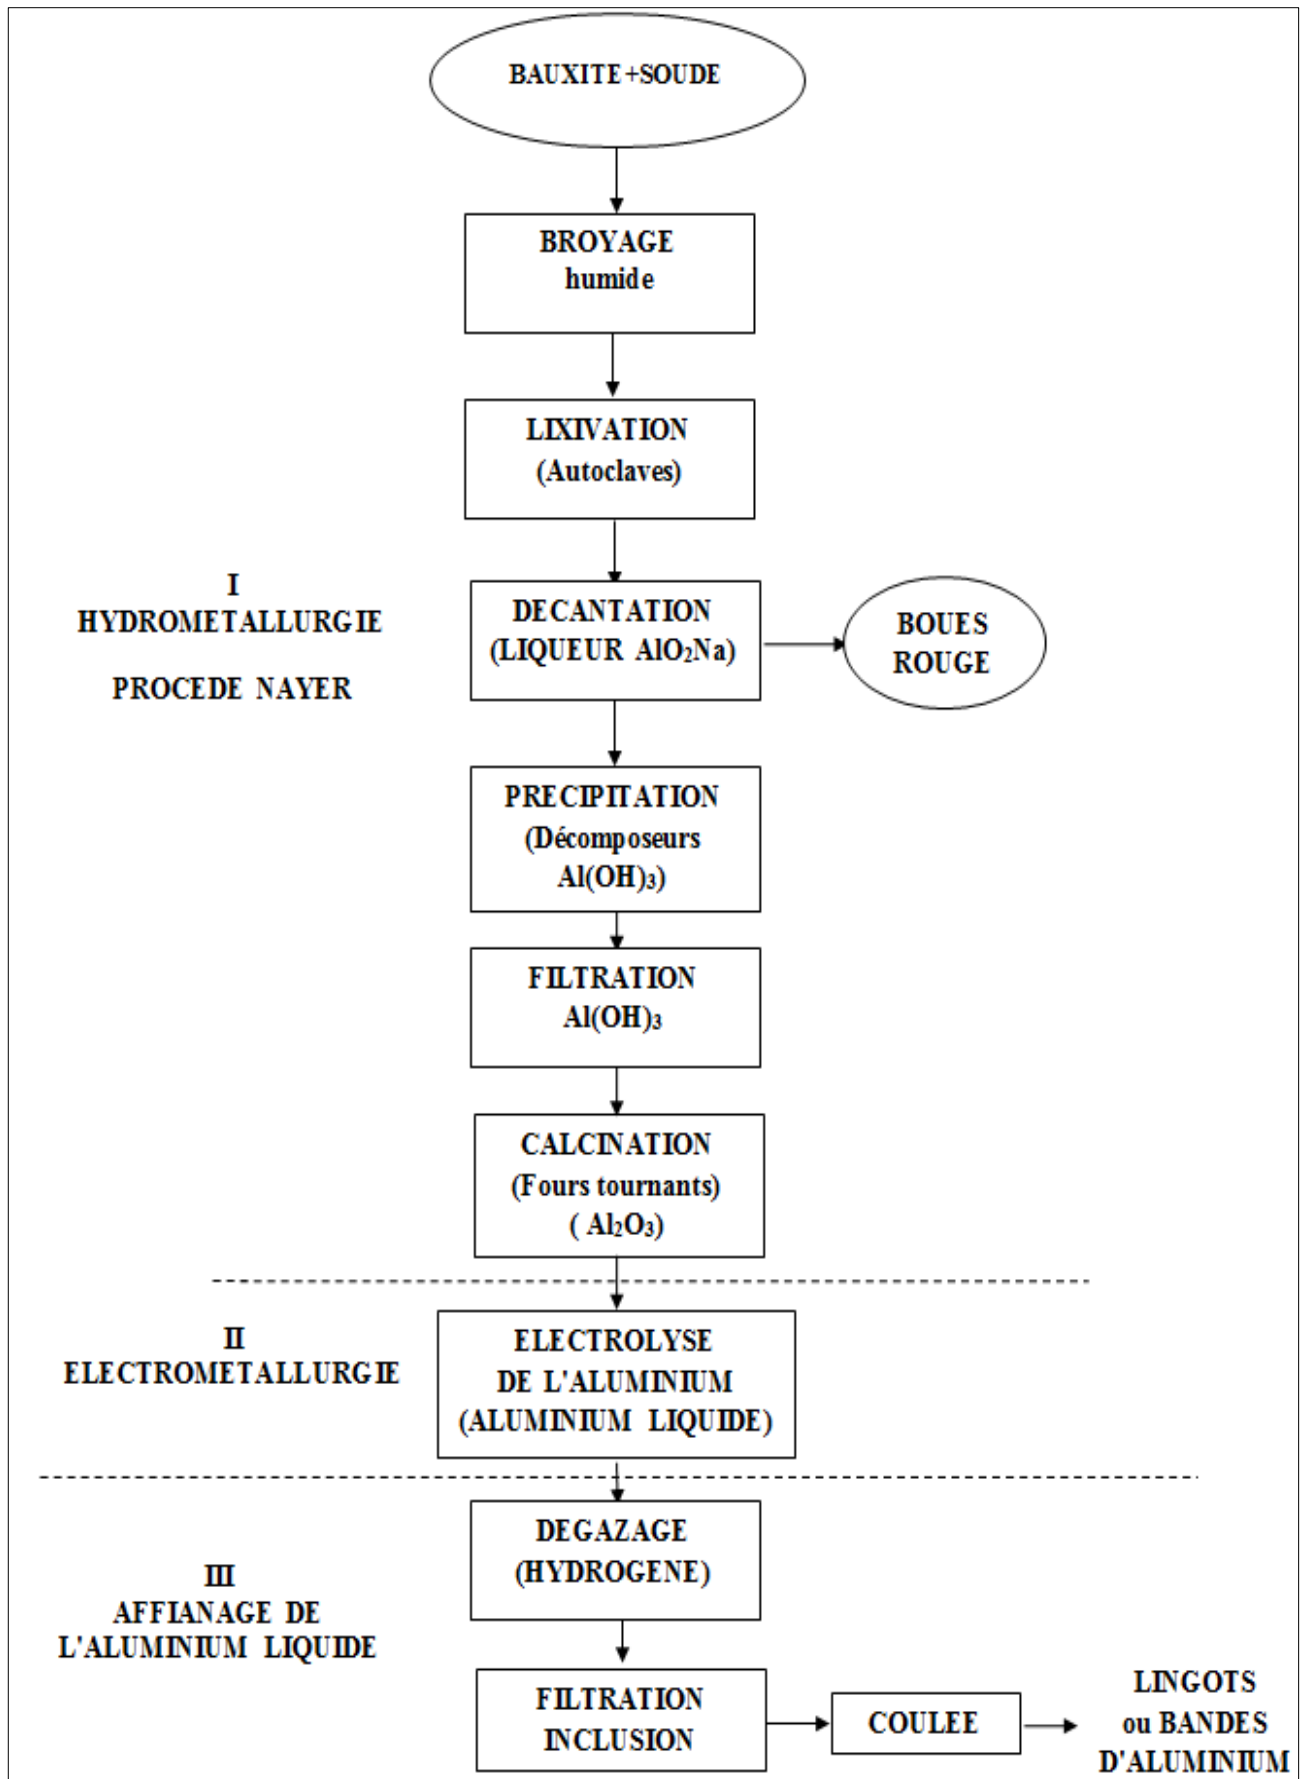 BAUXITE+SOUDE
BROYAGE
humide
LIXIVATION
(Autoclaves)
I
HYDROMETALLURGIE
PROCEDE NAYER
DECANTATION
(LIQUEUR AlO₂Na)
BOUES
ROUGE
PRECIPITATION
(Décomposeurs
Al(OH)₃)
FILTRATION
Al(OH)₃
CALCINATION
(Fours tournants)
( Al₂O₃)
II
ELECTROMETALLURGIE
ELECTROLYSE
DE L'ALUMINIUM
(ALUMINIUM LIQUIDE)
DEGAZAGE
(HYDROGENE)
III
AFFIANAGE DE
L'ALUMINIUM LIQUIDE
FILTRATION
INCLUSION
COULEE
LINGOTS
ou BANDES
D'ALUMINIUM